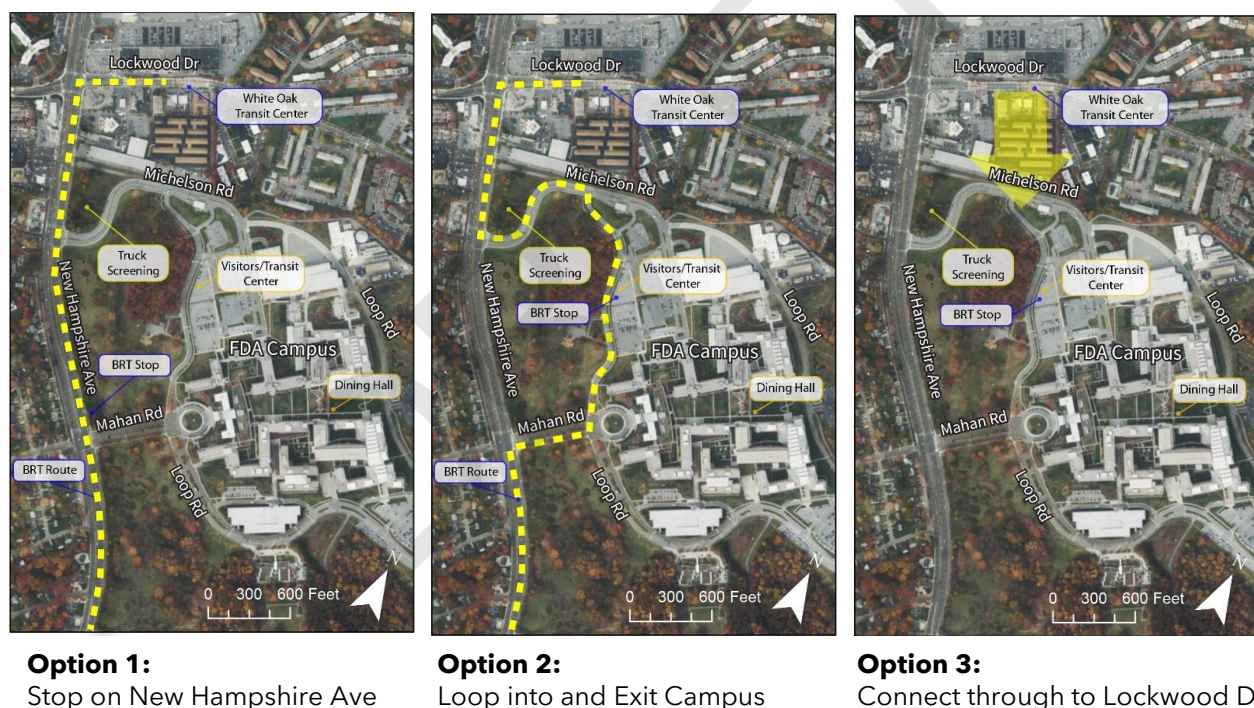 Lockwood Dr
White Oak
Transit Center
Michelson Rd
Truck
Screening
Visitors/Transit
Center
New Hampshire Ave
Loop Rd
FDA Campus
BRT Stop
Dining Hall
Mahan Rd
BRT Route
Loop Rd
N
0 300 600 Feet
Option 1:
Stop on New Hampshire Ave
Lockwood Dr
White Oak
Transit Center
Michelson Rd
Truck
Screening
Visitors/Transit
Center
New Hampshire Ave
BRT Stop
Loop Rd
FDA Campus
Dining Hall
Mahan Rd
BRT Route
Loop Rd
N
0 300 600 Feet
Option 2:
Loop into and Exit Campus
Lockwood Dr
White Oak
Transit Center
Michelson Rd
Truck
Screening
Visitors/Transit
Center
New Hampshire Ave
BRT Stop
Loop Rd
FDA Campus
Dining Hall
Mahan Rd
Loop Rd
N
0 300 600 Feet
Option 3:
Connect through to Lockwood D